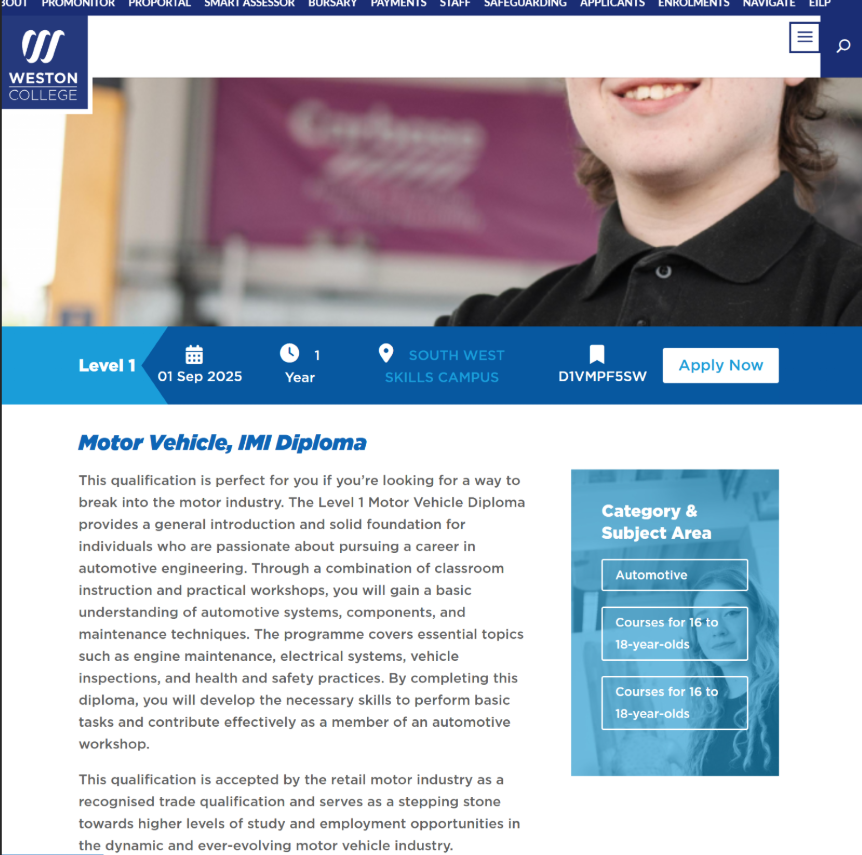 PROMONITOR PROPORTAL SMART ASSESSOR BURSARY PAYMENTS STAFF SAFEGUARDING APPLICANTS ENROLMENTS NAVIGATE EILP
WESTON
COLLEGE
Level 1
01 Sep 2025
1
Year
SOUTH WEST
SKILLS CAMPUS
D1VMPF5SW
Apply Now
Motor Vehicle, IMI Diploma
This qualification is perfect for you if you're looking for a way to
break into the motor industry. The Level 1 Motor Vehicle Diploma
provides a general introduction and solid foundation for
individuals who are passionate about pursuing a career in
automotive engineering. Through a combination of classroom
instruction and practical workshops, you will gain a basic
understanding of automotive systems, components, and
maintenance techniques. The programme covers essential topics
such as engine maintenance, electrical systems, vehicle
inspections, and health and safety practices. By completing this
diploma, you will develop the necessary skills to perform basic
tasks and contribute effectively as a member of an automotive
workshop.
This qualification is accepted by the retail motor industry as a
recognised trade qualification and serves as a stepping stone
towards higher levels of study and employment opportunities in
the dynamic and ever-evolving motor vehicle industry.
Category &
Subject Area
Automotive
Courses for 16 to
18-year-olds
Courses for 16 to
18-year-olds